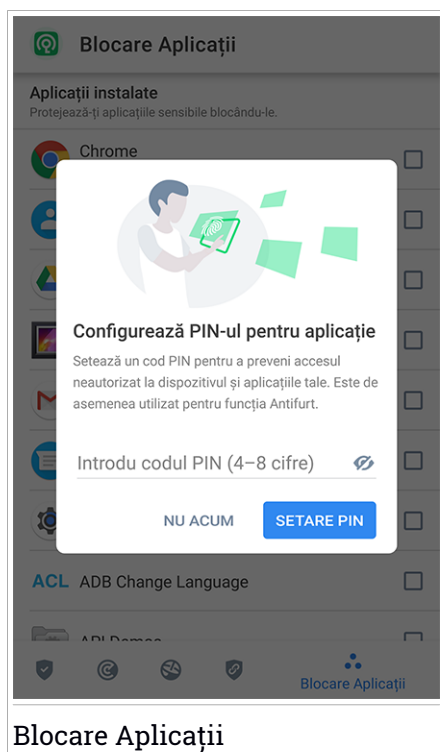 Blocare Aplicații
Aplicații instalate
Protejează-ți aplicațiile sensibile blocându-le.
Chrome
Configurează PIN-ul pentru aplicație
Setează un cod PIN pentru a preveni accesul
neautorizat la dispozitivul și aplicațiile tale. Este de
asemenea utilizat pentru funcția Antifurt.
Introdu codul PIN (4–8 cifre)
NU ACUM
SETARE PIN
ACL ADB Change Language
API Demos
Blocare Aplicații
Blocare Aplicații